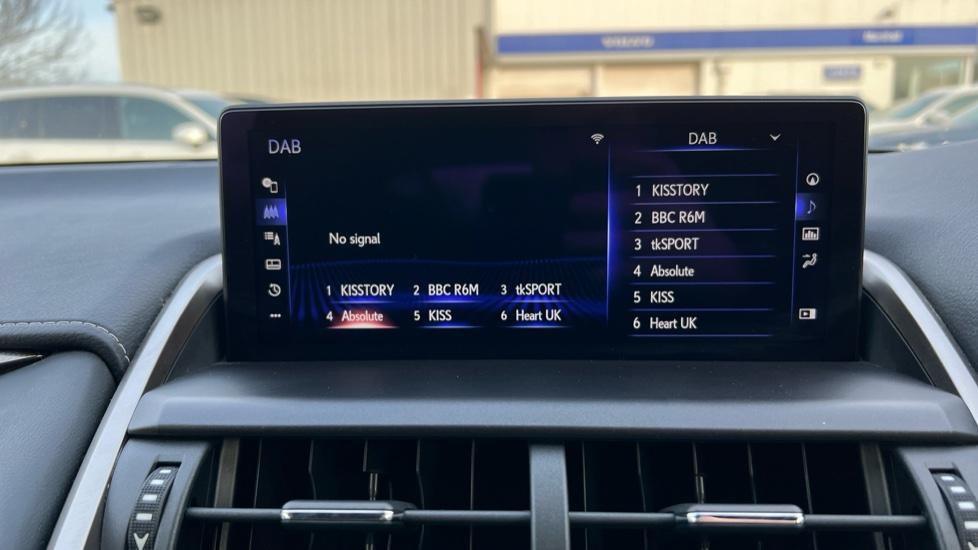 DAB
No signal
1 KISSTORY 2 BBC R6M 3 tkSPORT
4 Absolute 5 KISS 6 Heart UK
DAB
1 KISSTORY
2 BBC R6M
3 tkSPORT
4 Absolute
5 KISS
6 Heart UK